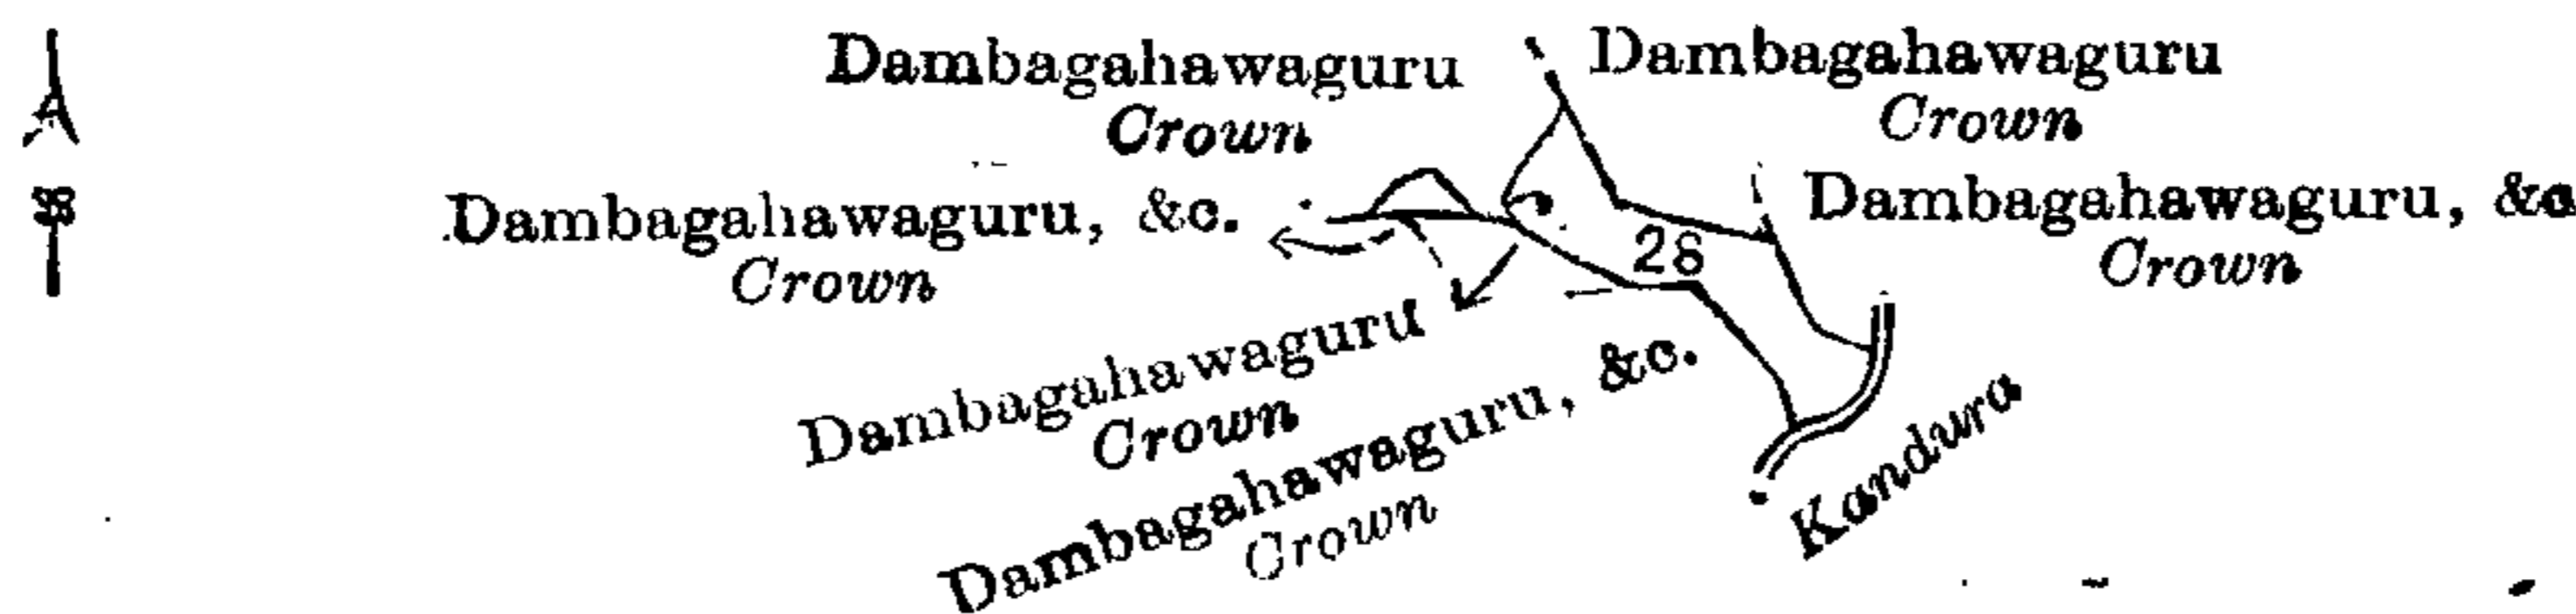 Dambagahawaguru
Crown
Dambagahawaguru
Crown
Dambagahawaguru, &c.
Crown
Dambagahawaguru, &c
Crown
28
Dambagahawaguru
Crown
Dambagahawaguru, &c.
Crown
Kandura